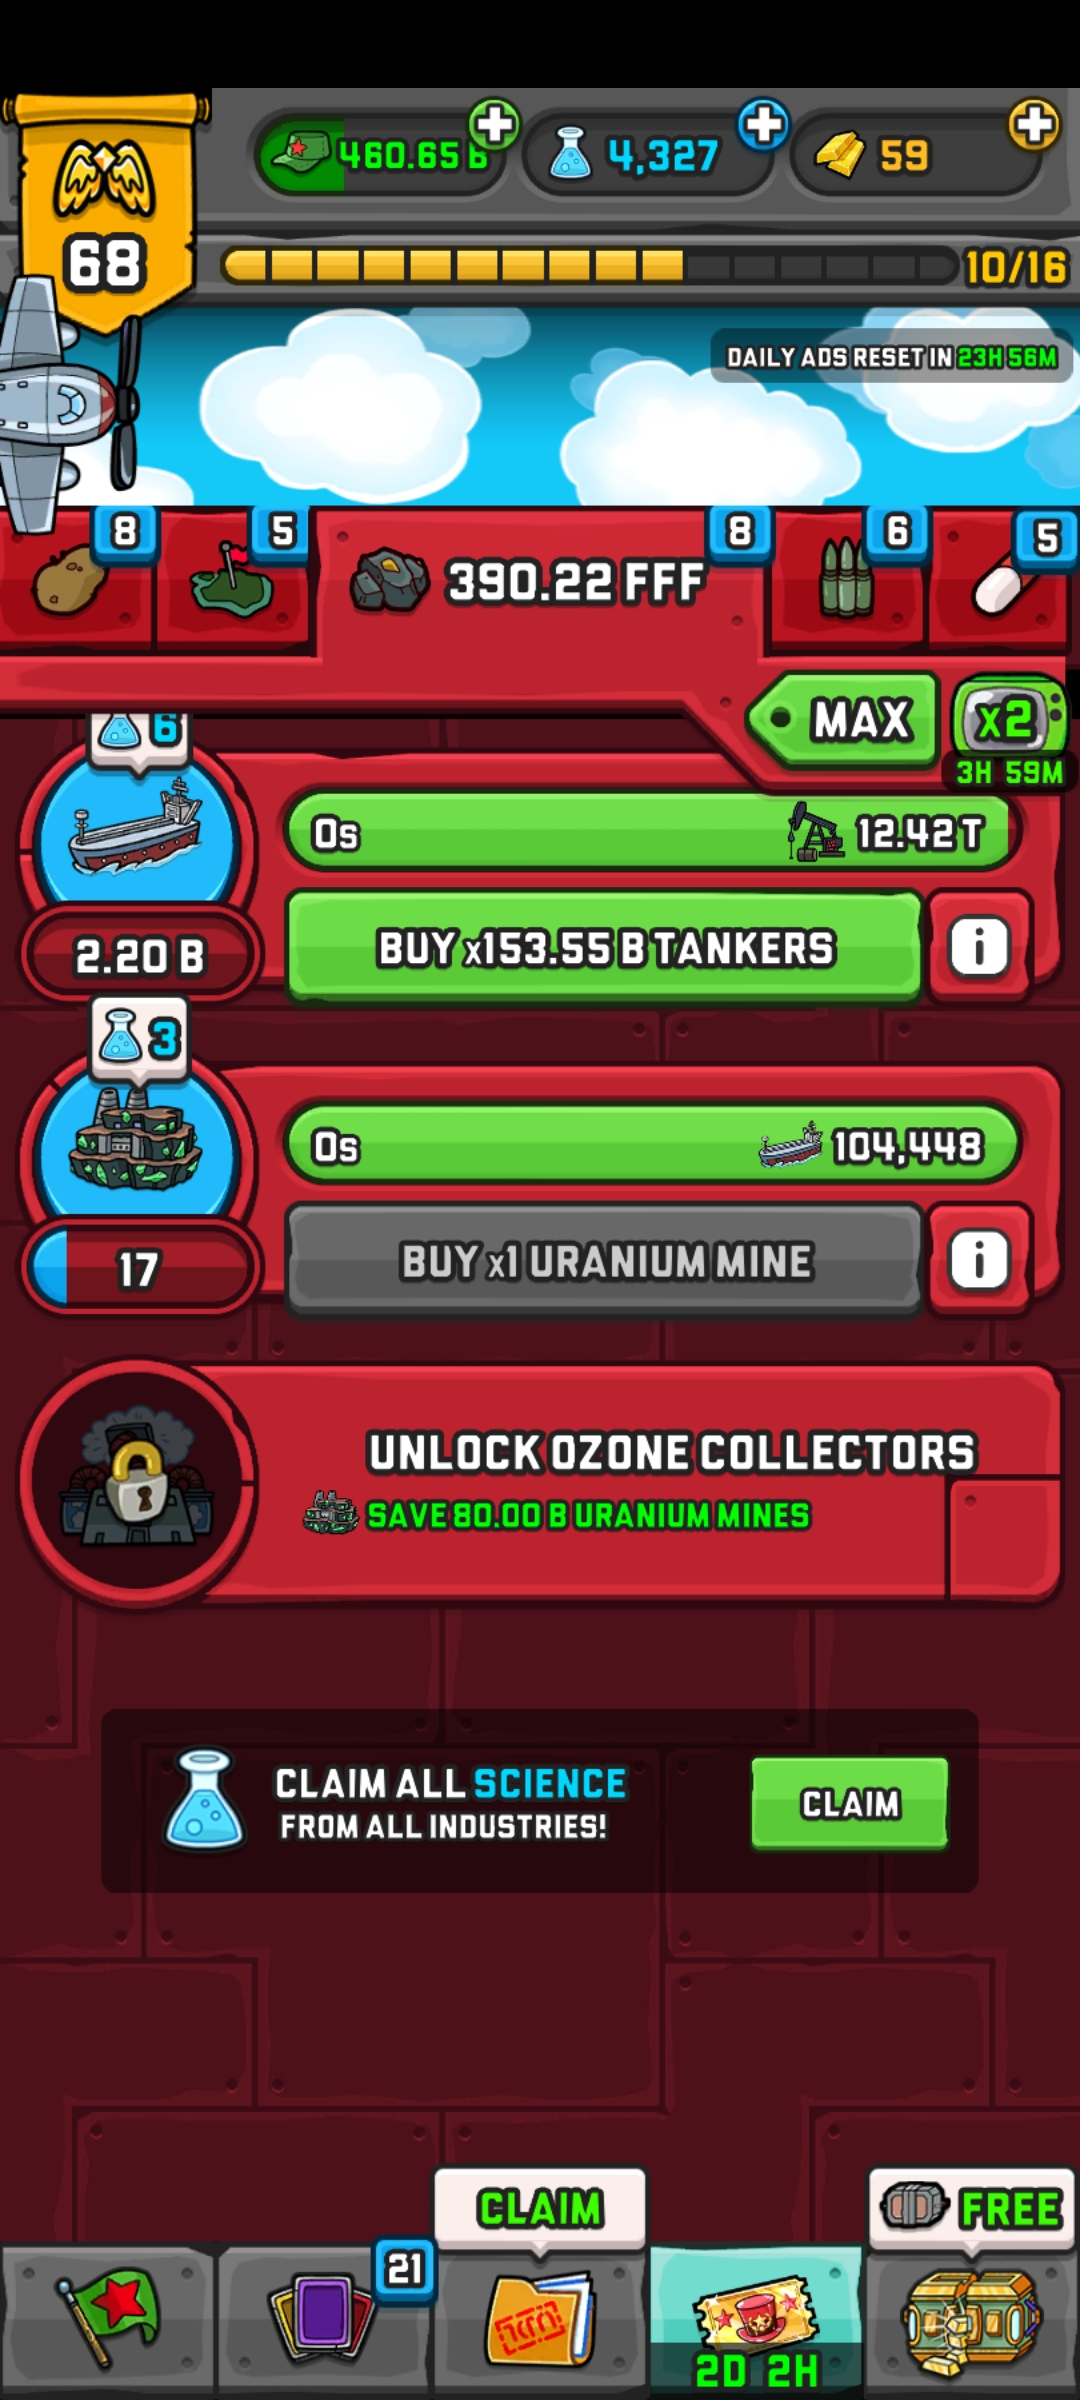 460.65 B
4,327
59
68
10/16
DAILY ADS RESET IN 23H 56M
8
5
390.22 FFF
8
6
5
MAX
x2
3H 59M
6
0s
12.42 T
2.20 B
BUY x153.55 B TANKERS
i
3
0s
104,448
17
BUY x1 URANIUM MINE
i
UNLOCK OZONE COLLECTORS
SAVE 80.00 B URANIUM MINES
CLAIM ALL SCIENCE
FROM ALL INDUSTRIES!
CLAIM
CLAIM
FREE
21
2D 2H